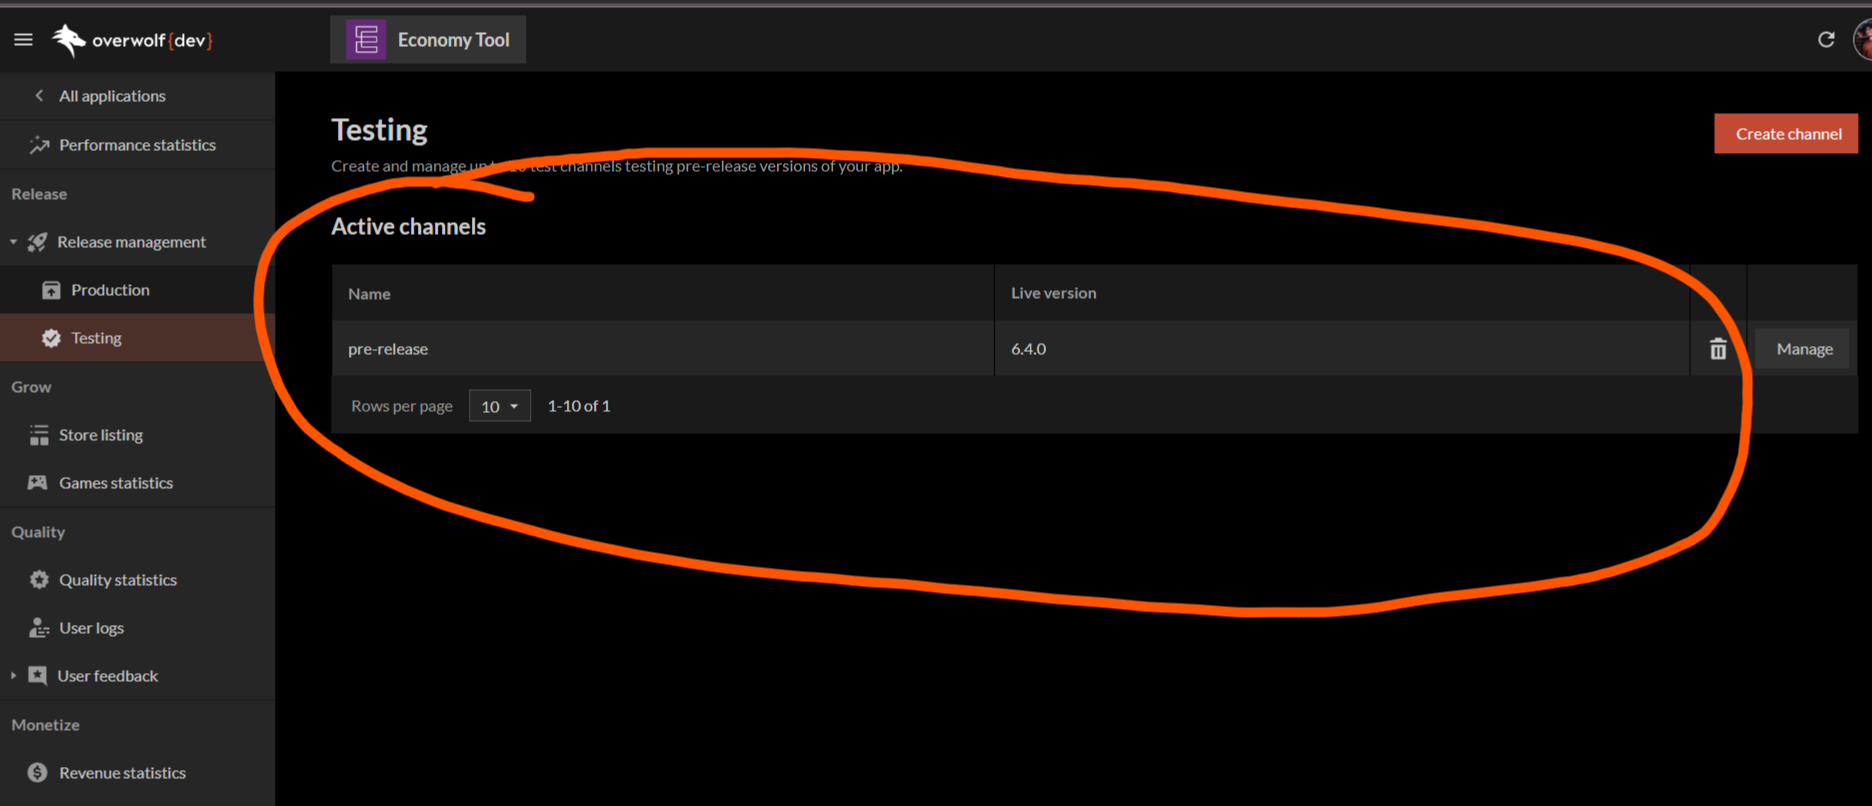 overwolf{dev}
Economy Tool
All applications
Performance statistics
Release
Release management
Production
Testing
Grow
Store listing
Games statistics
Quality
Quality statistics
User logs
User feedback
Monetize
Revenue statistics
Testing
Create channel
Create and manage up test channels testing pre-release versions of your app.
Active channels
Name Live version
pre-release 6.4.0 Manage
Rows per page 10 1-10 of 1